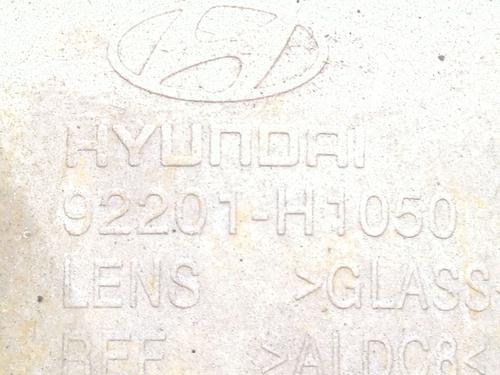 HYUNDAI
92201-H1050
LENS >GLASS
REF >ALDC8<